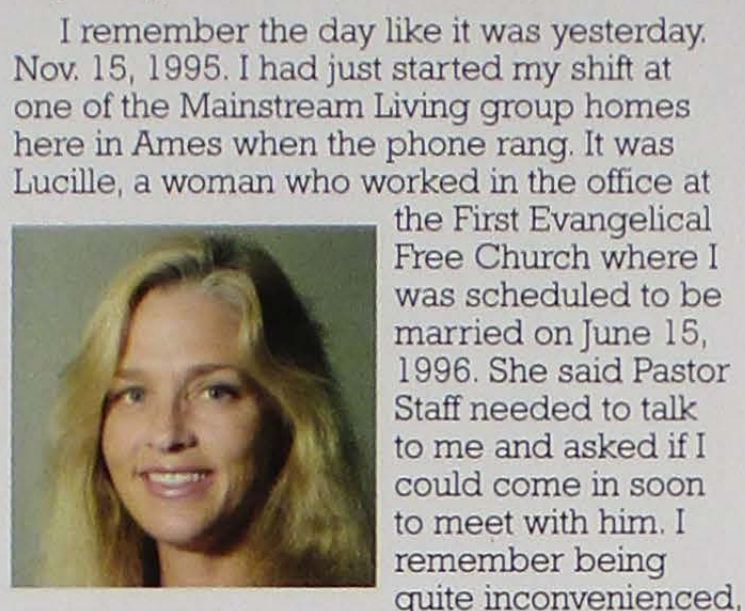 I remember the day like it was yesterday.
Nov. 15, 1995. I had just started my shift at
one of the Mainstream Living group homes
here in Ames when the phone rang. It was
Lucille, a woman who worked in the office at
the First Evangelical
Free Church where I
was scheduled to be
married on June 15,
1996. She said Pastor
Staff needed to talk
to me and asked if I
could come in soon
to meet with him. I
remember being
quite inconvenienced.